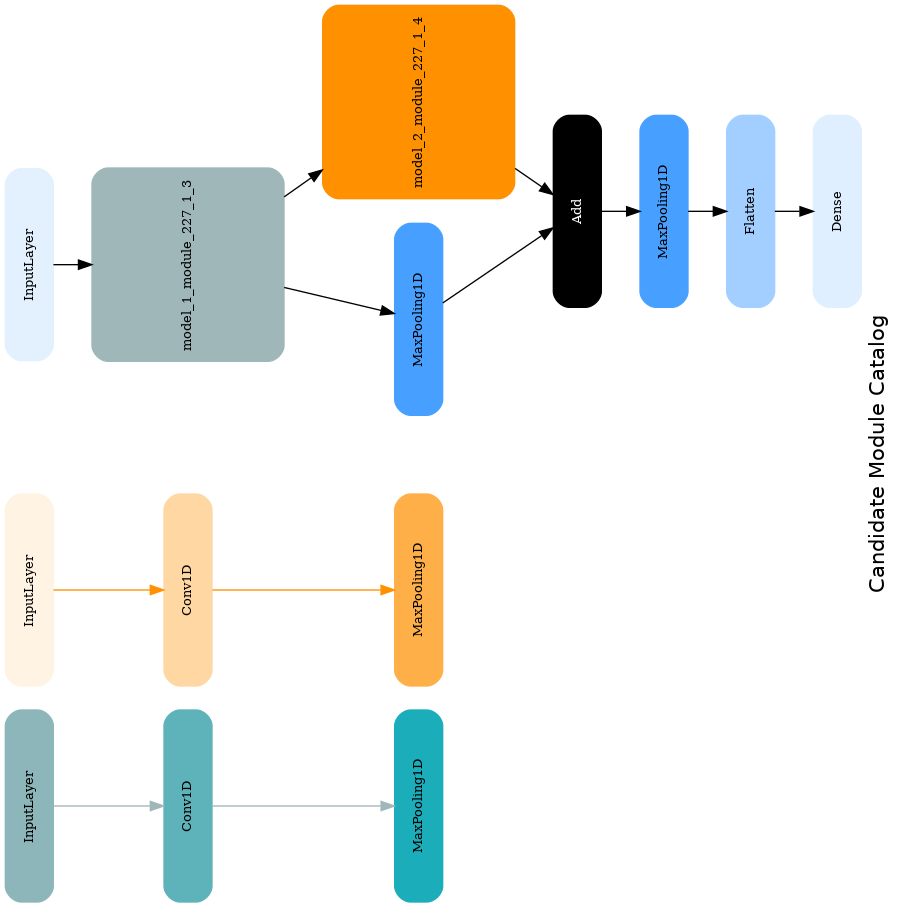 InputLayer
model_1_module_227_1_3
model_2_module_227_1_4
MaxPooling1D
Add
MaxPooling1D
Flatten
Dense
InputLayer
Conv1D
MaxPooling1D
InputLayer
Conv1D
MaxPooling1D
Candidate Module Catalog